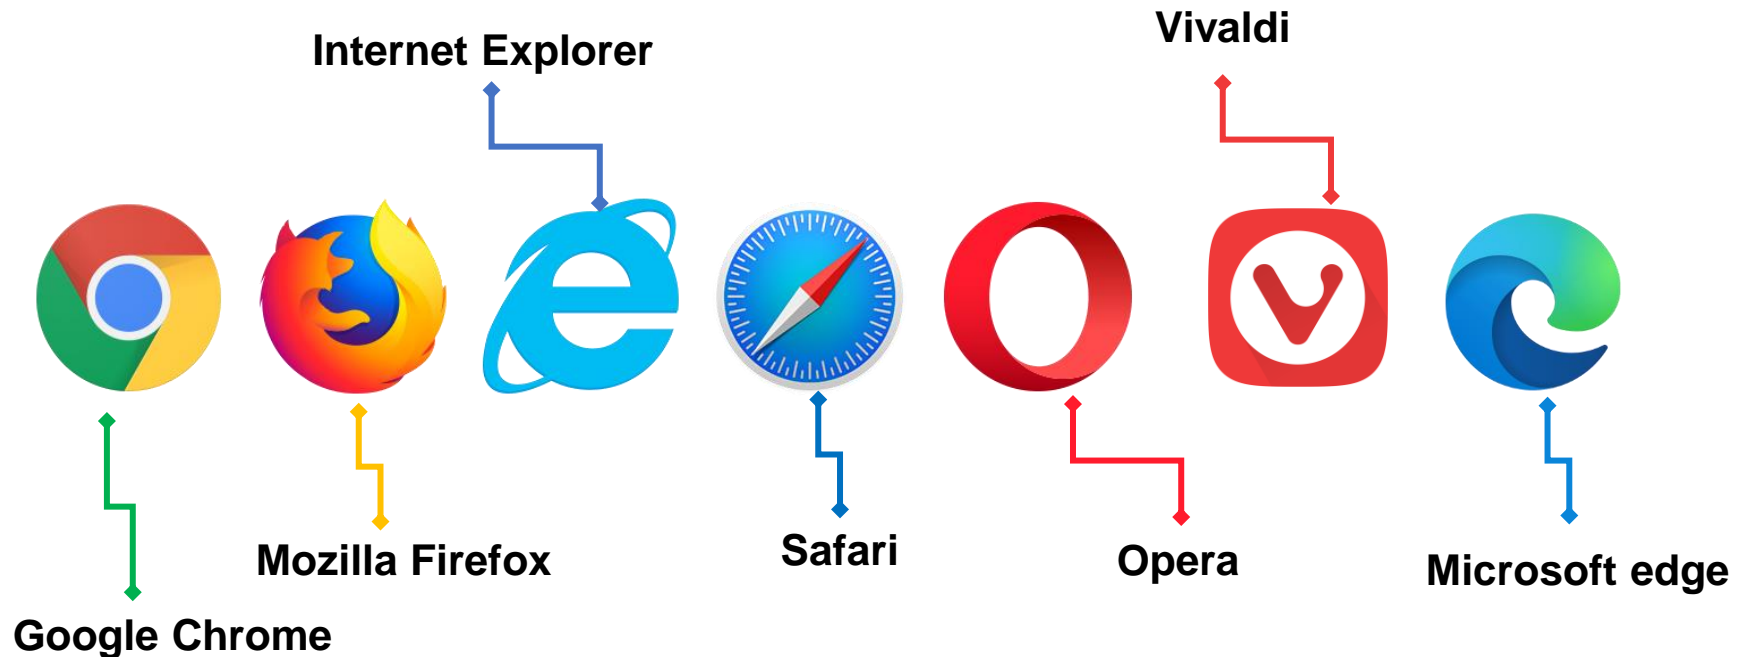 Internet Explorer
Vivaldi
Mozilla Firefox
Safari
Opera
Microsoft edge
Google Chrome